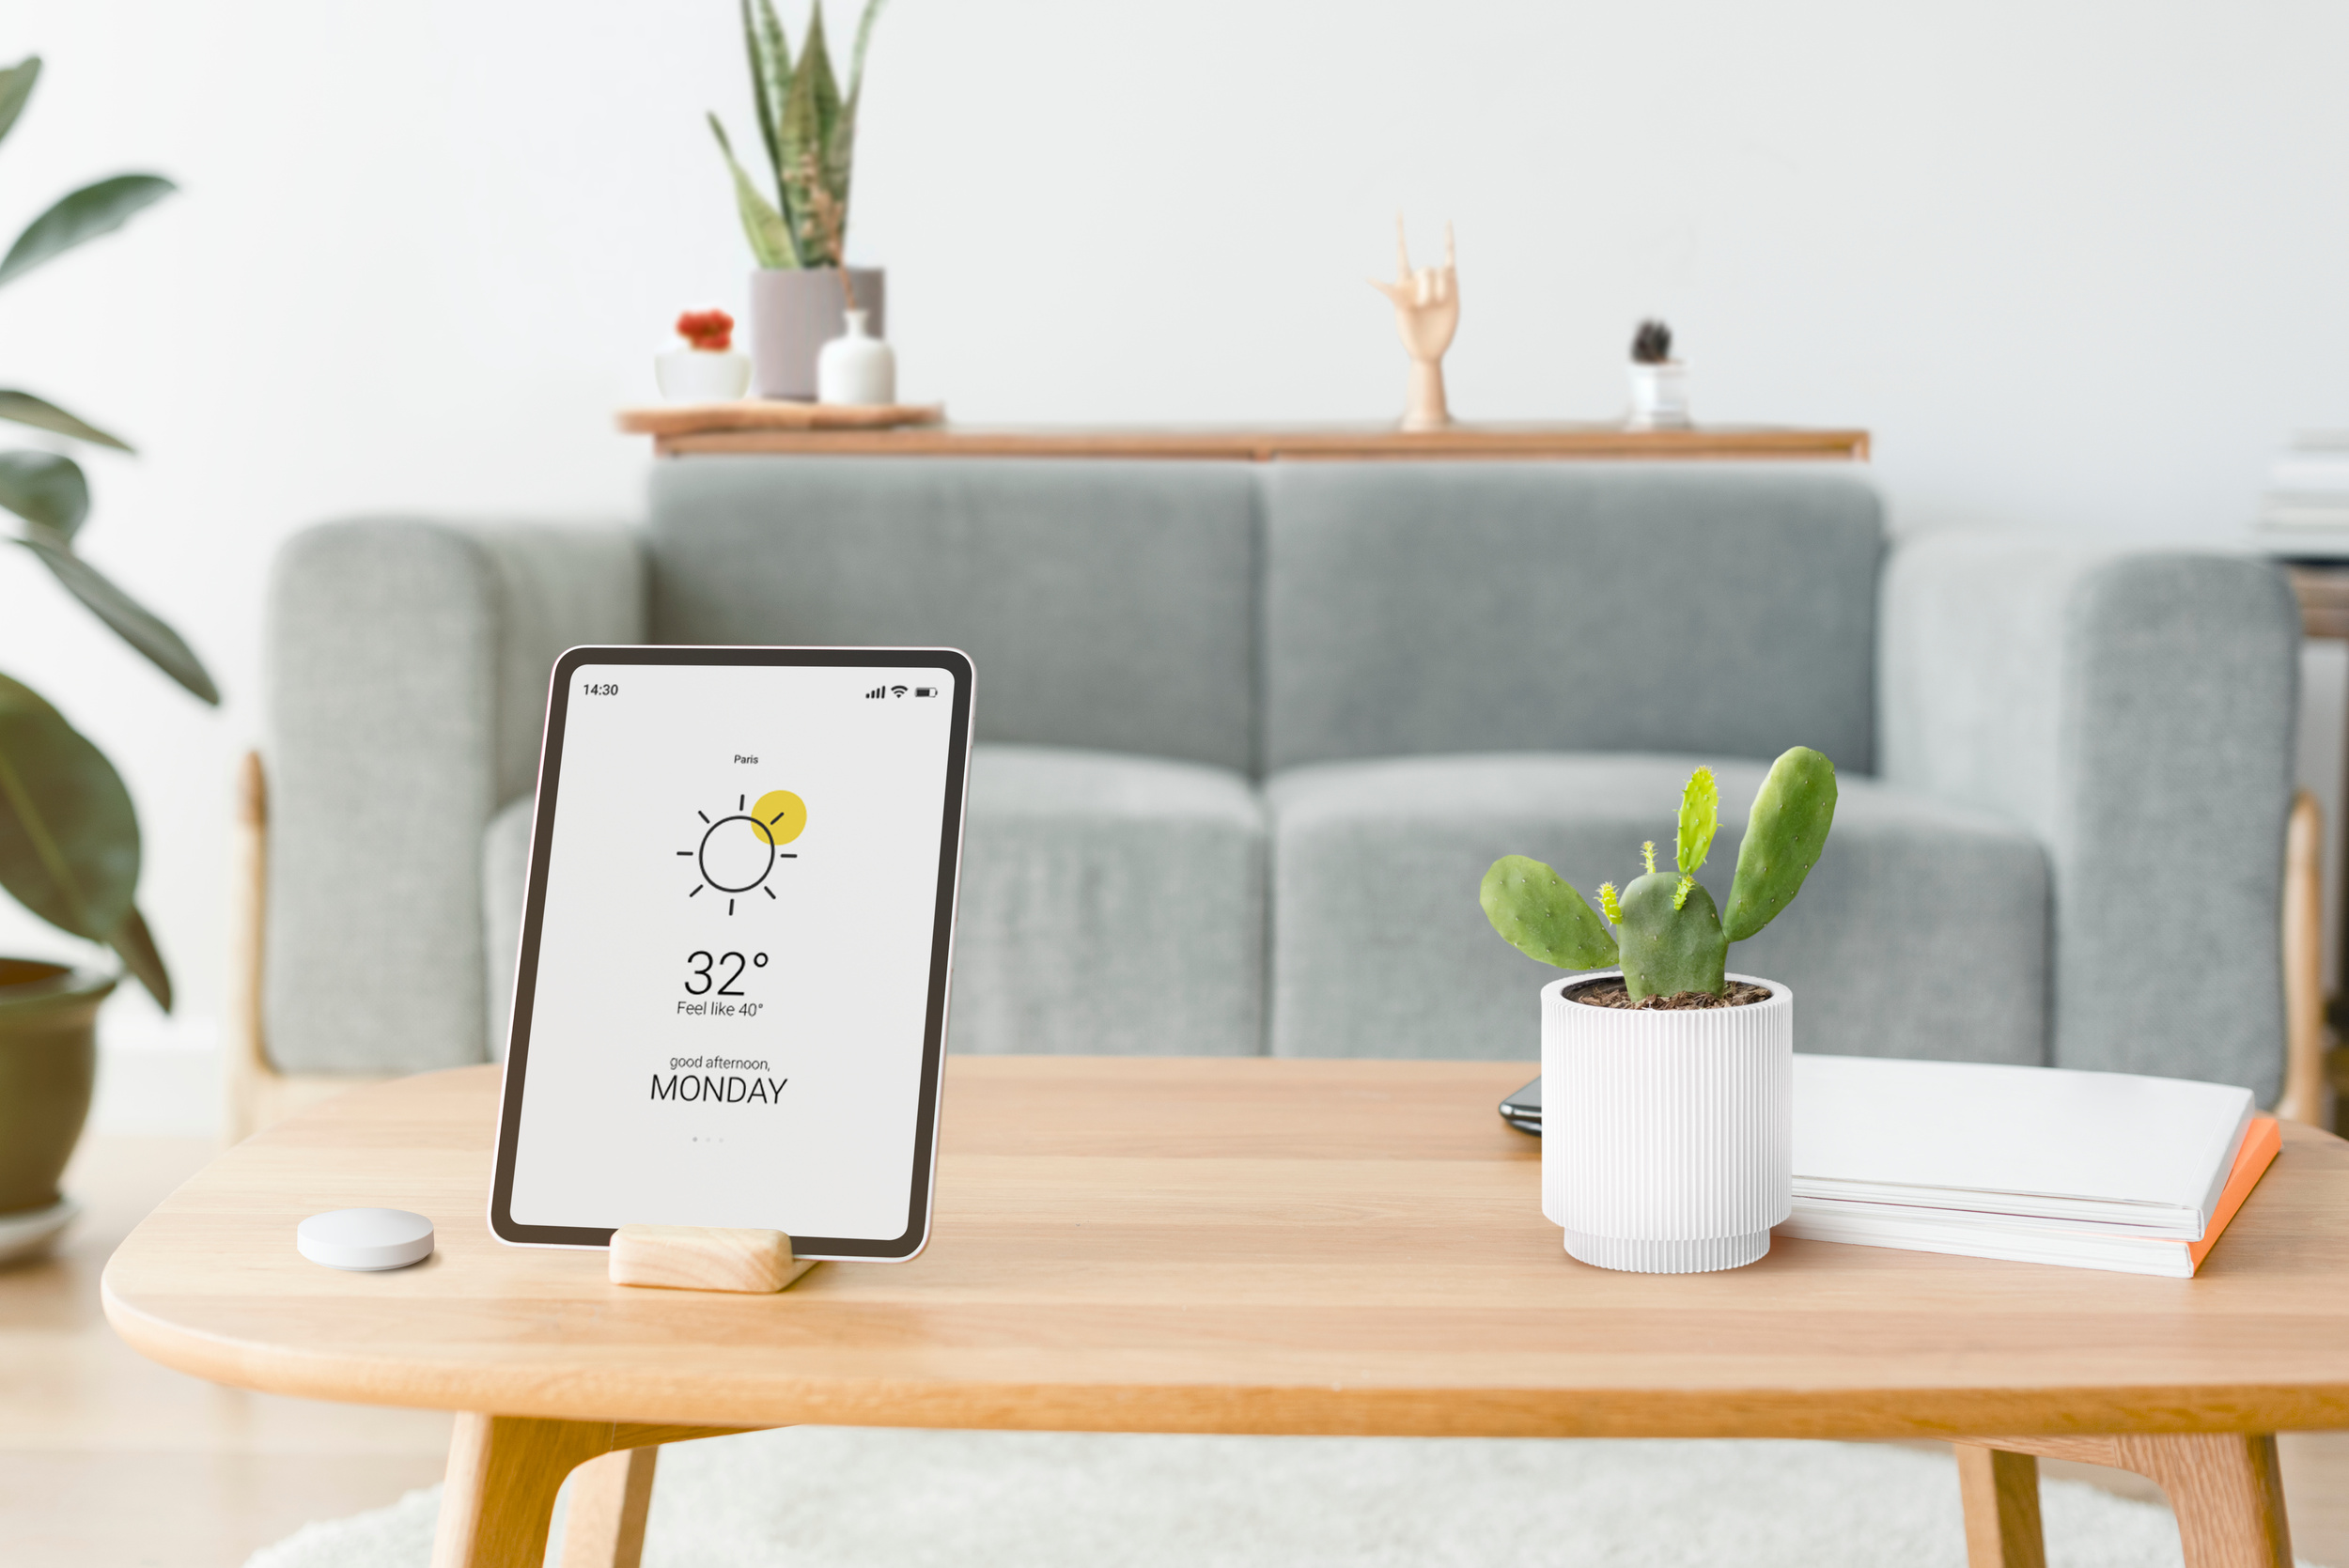 14:30
Paris
32°
Feel like 40°
good afternoon,
MONDAY